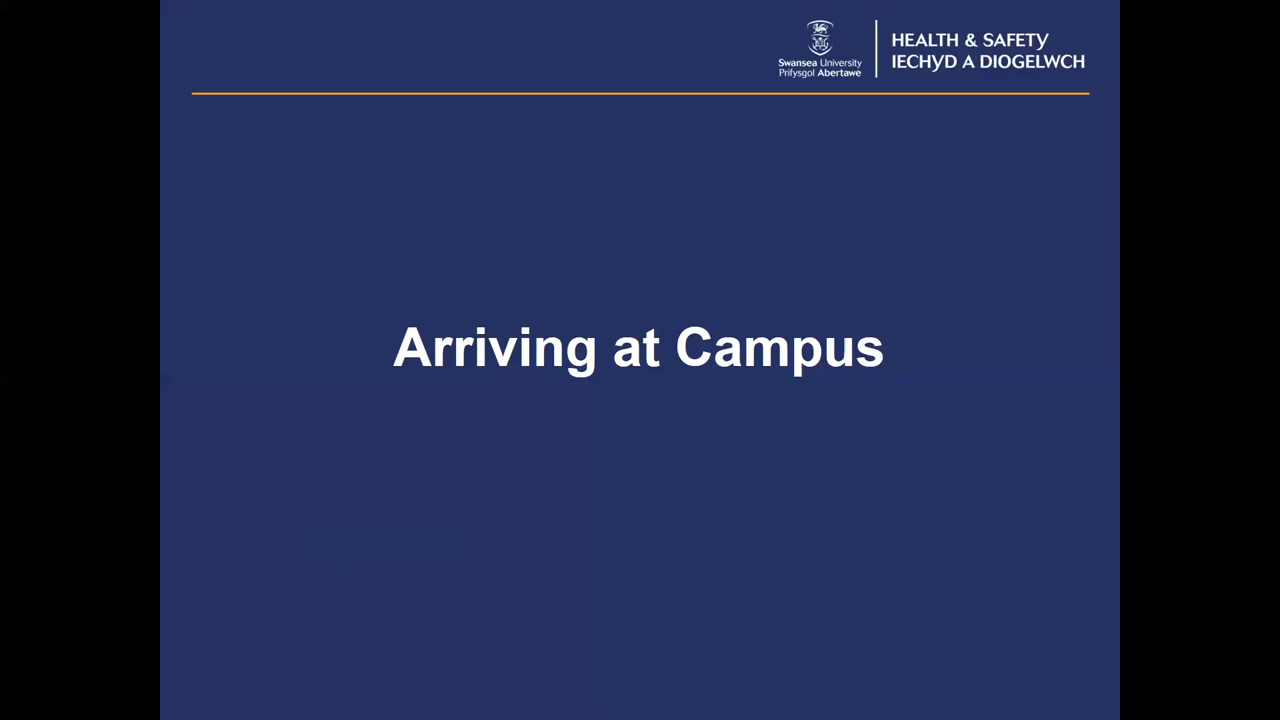 Swansea University
Prifysgol Abertawe
HEALTH & SAFETY
IECHYD A DIOGELWCH
Arriving at Campus